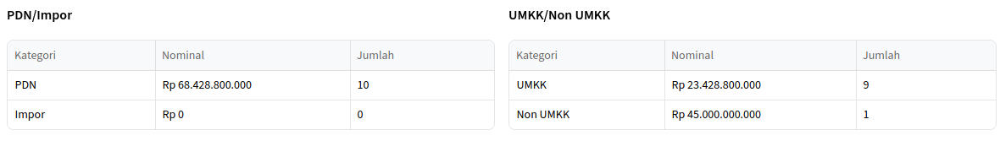 PDN/Impor
Kategori Nominal Jumlah
PDN Rp 68.428.800.000 10
Impor Rp 0 0
UMKK/Non UMKK
Kategori Nominal Jumlah
UMKK Rp 23.428.800.000 9
Non UMKK Rp 45.000.000.000 1